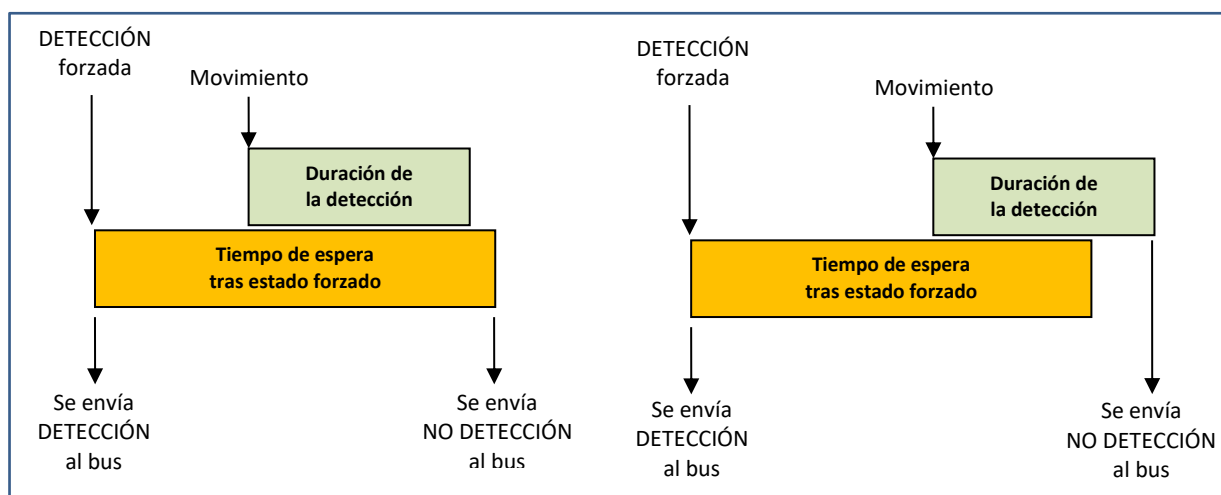 DETECCIÓN
forzada
Movimiento
Duración de
la detección
Tiempo de espera
tras estado forzado
Se envía
DETECCIÓN
al bus
Se envía
NO DETECCIÓN
al bus
DETECCIÓN
forzada
Movimiento
Duración de
la detección
Tiempo de espera
tras estado forzado
Se envía
DETECCIÓN
al bus
Se envía
NO DETECCIÓN
al bus